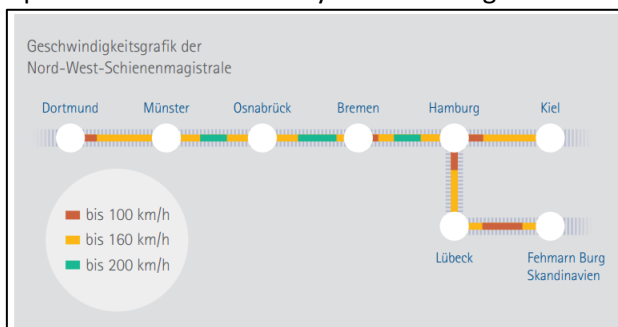 Geschwindigkeitsgrafik der
Nord-West-Schienenmagistrale
Dortmund Münster Osnabrück Bremen Hamburg Kiel
bis 100 km/h
bis 160 km/h
bis 200 km/h
Lübeck
Fehmarn Burg
Skandinavien